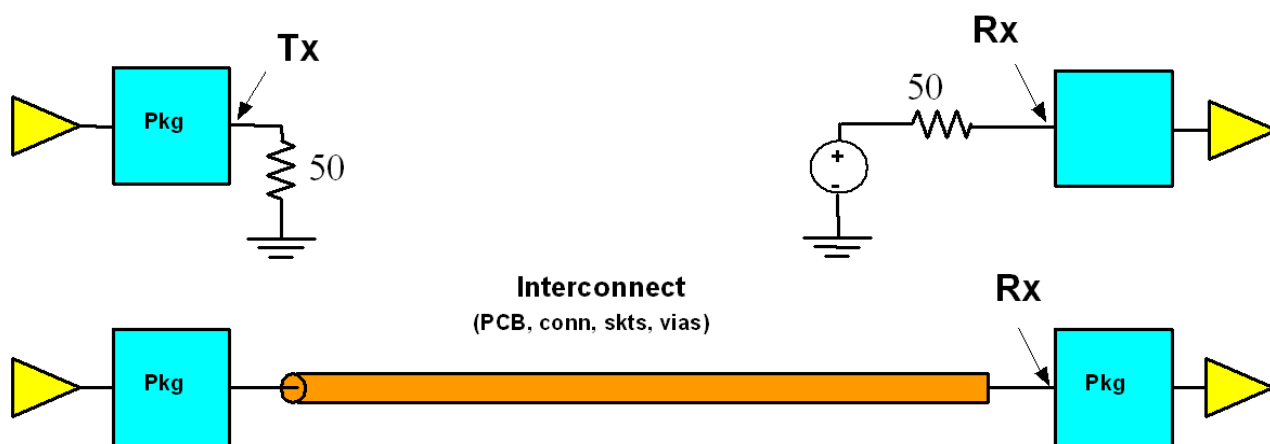 Tx
Rx
50
Pkg
50
+
-
Interconnect
(PCB, conn, skts, vias)
Rx
Pkg
Pkg